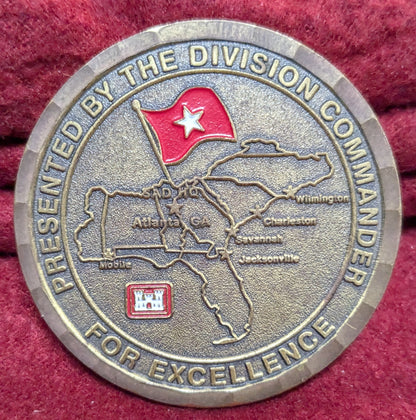 PRESENTED BY THE DIVISION COMMANDER
SAD HQ
Atlanta GA
Wilmington
Charleston
Savannah
Jacksonville
Mobile
FOR EXCELLENCE